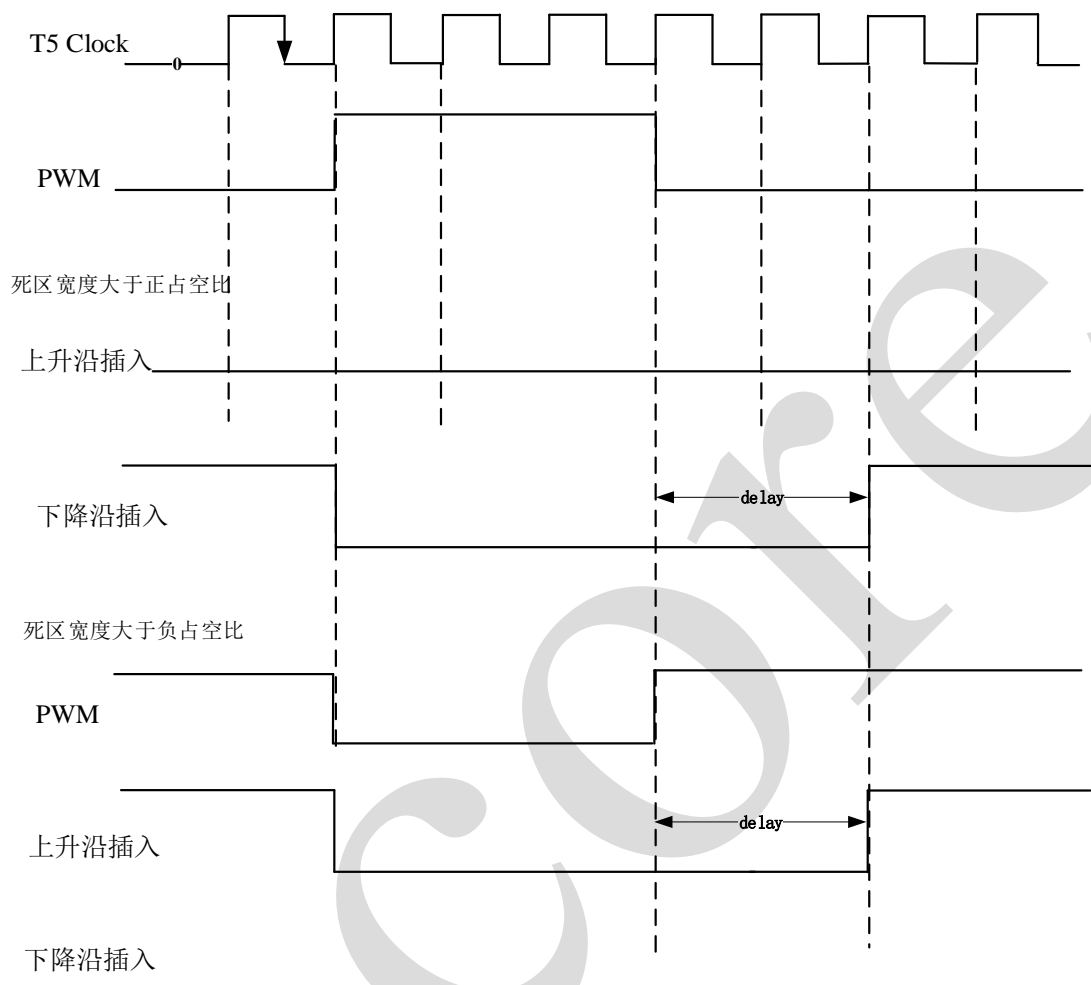 T5 Clock
0
PWM
死区宽度大于正占空比
上升沿插入
delay
下降沿插入
死区宽度大于负占空比
PWM
delay
上升沿插入
下降沿插入
core